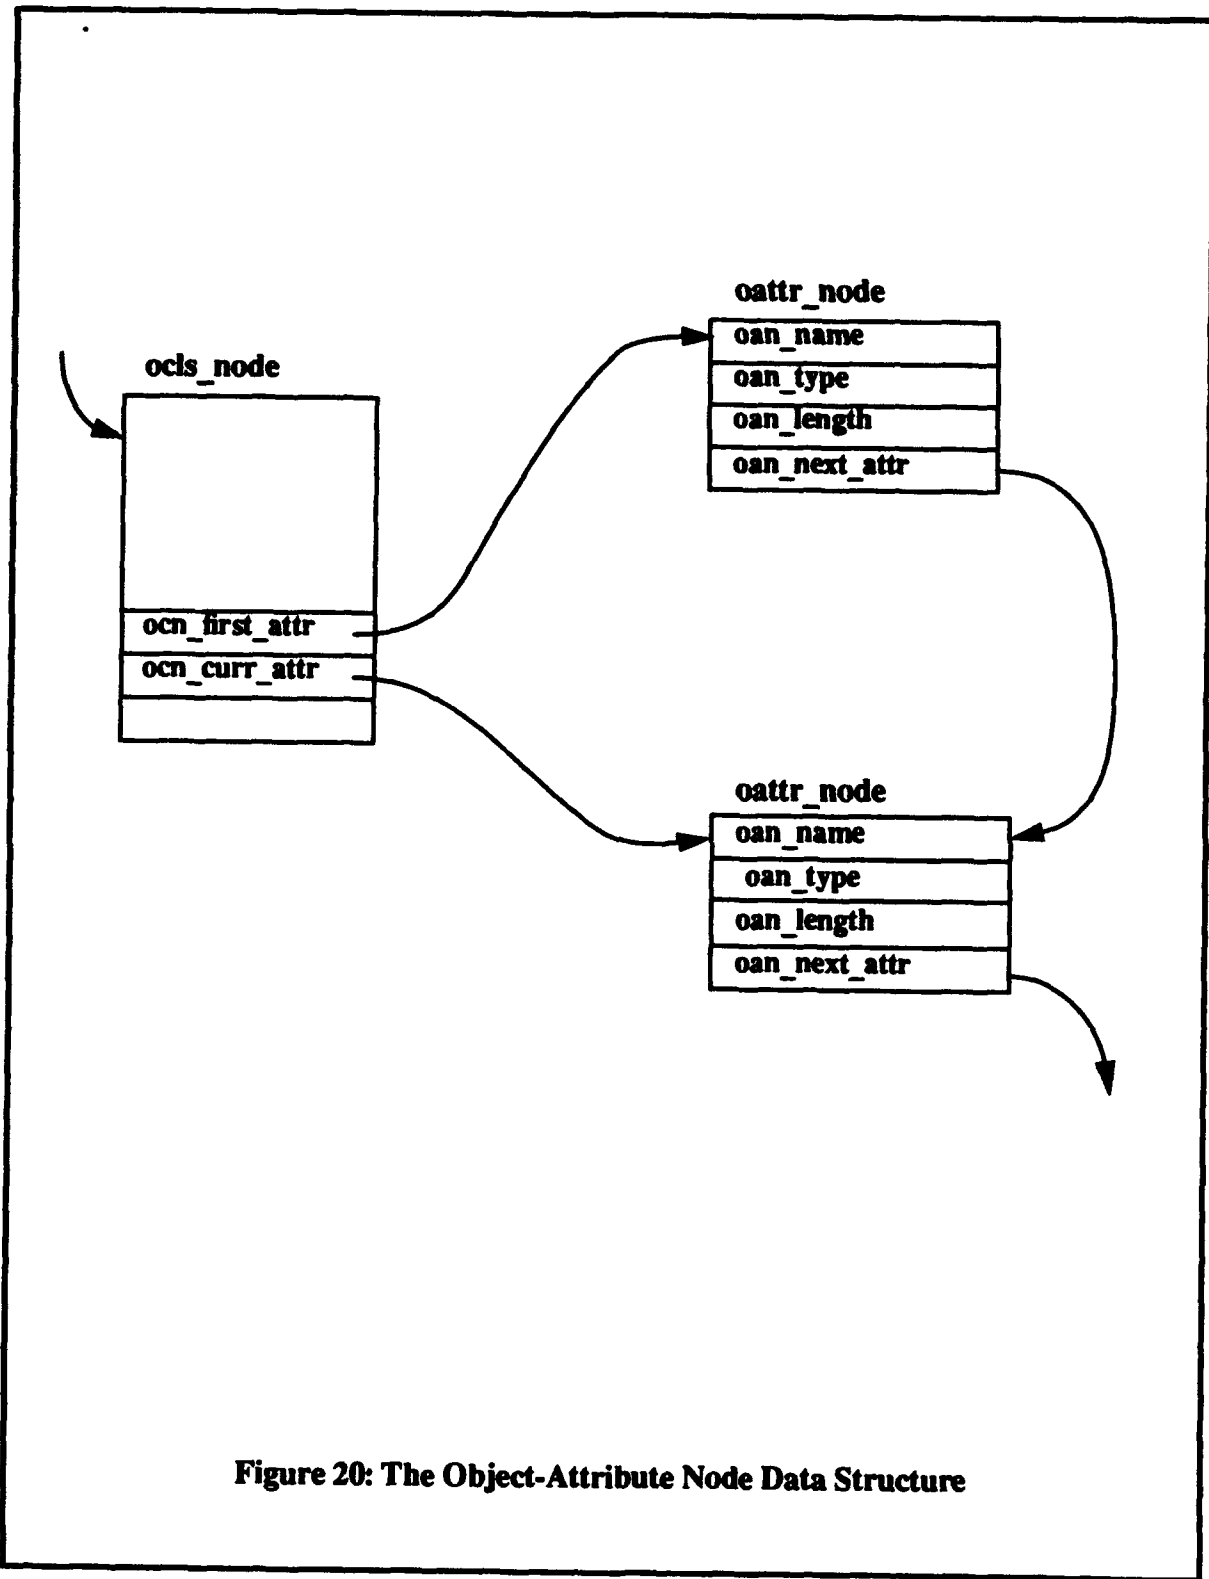 ocls_node
ocn_first_attr
ocn_curr_attr
oattr_node
oan_name
oan_type
oan_length
oan_next_attr
oattr_node
oan_name
oan_type
oan_length
oan_next_attr
Figure 20: The Object-Attribute Node Data Structure